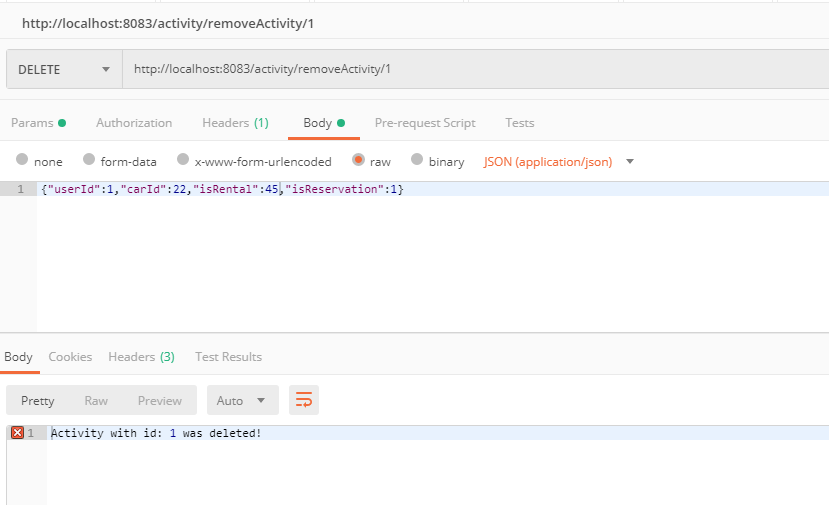 http://localhost:8083/activity/removeActivity/1
DELETE http://localhost:8083/activity/removeActivity/1
Params Authorization Headers (1) Body Pre-request Script Tests
none form-data x-www-form-urlencoded raw binary JSON (application/json)
1 {"userId":1,"carId":22,"isRental":45,"isReservation":1}
Body Cookies Headers (3) Test Results
Pretty Raw Preview Auto
1 Activity with id: 1 was deleted!